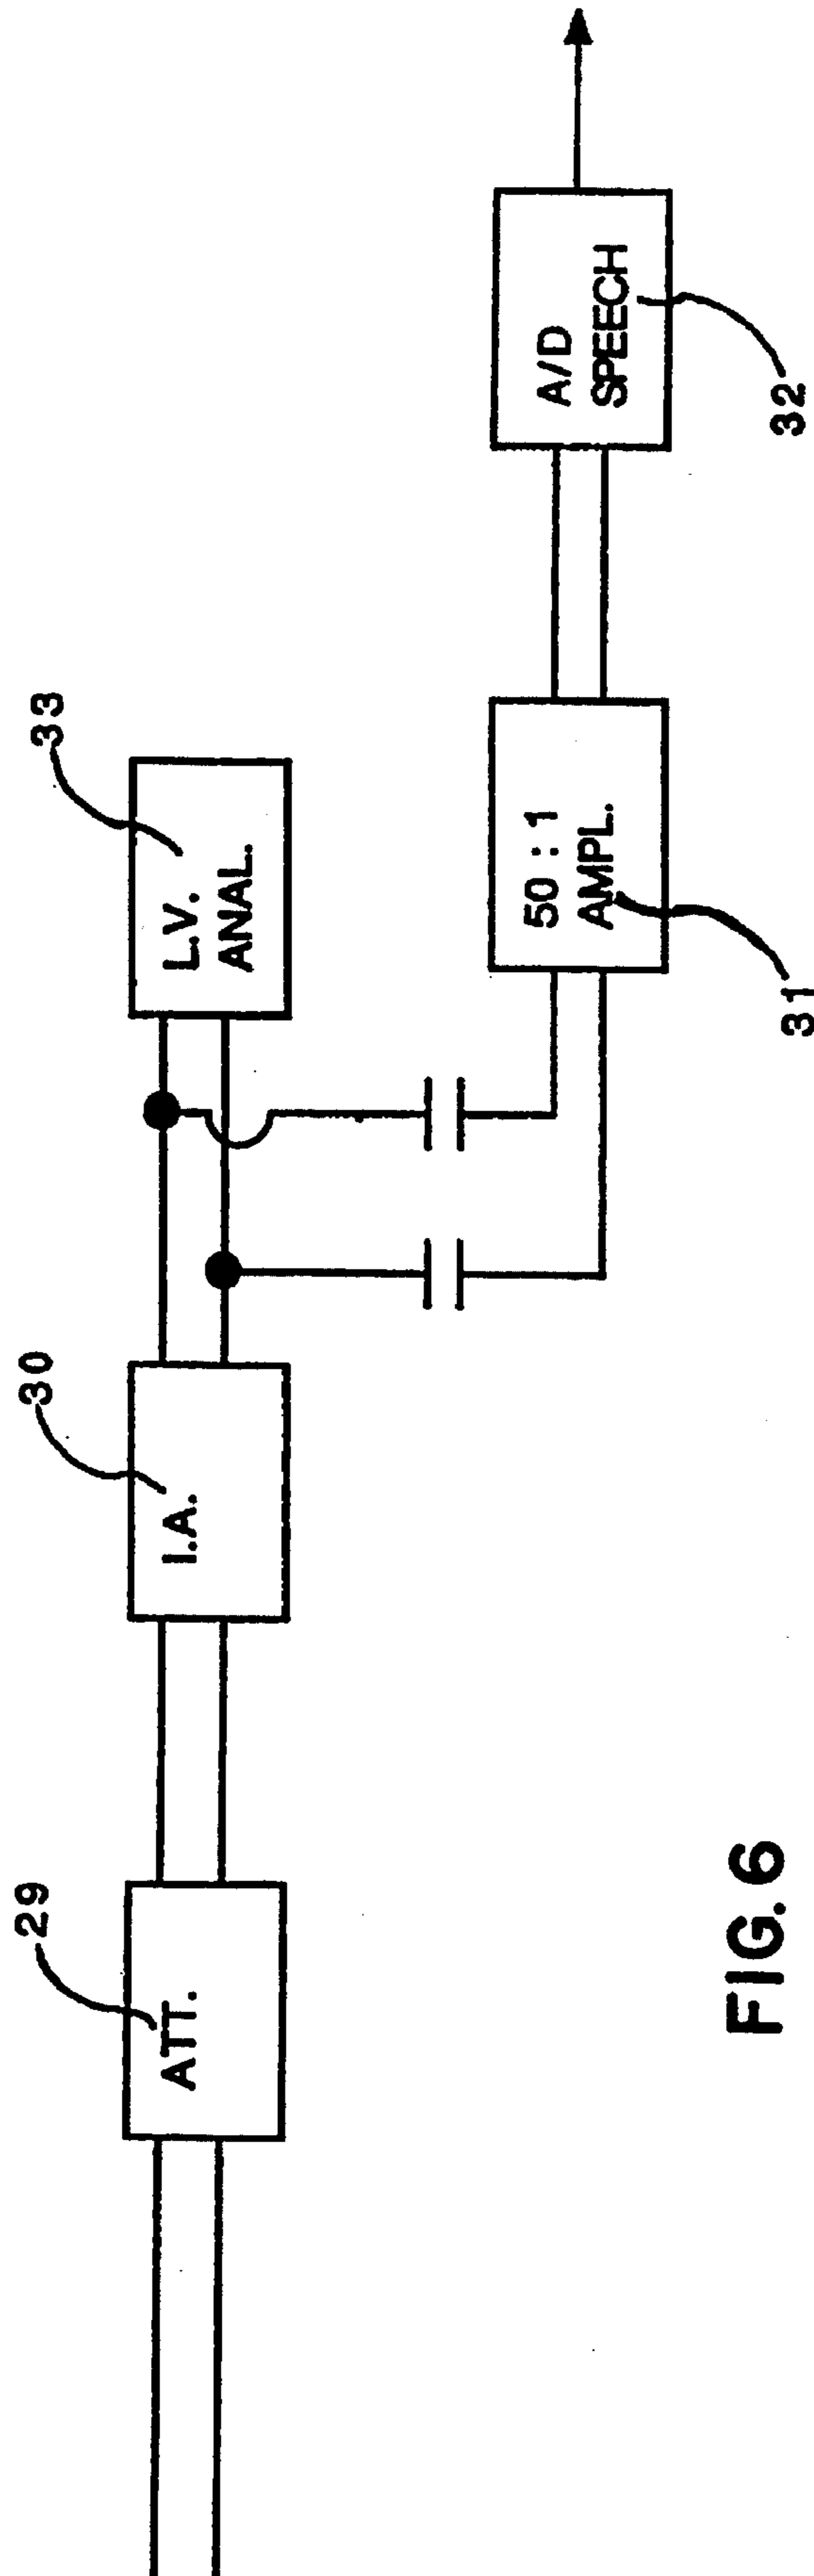 29
ATT.
30
I.A.
33
L.V.
ANAL.
50 : 1
AMPL.
31
A/D
SPEECH
32
FIG. 6